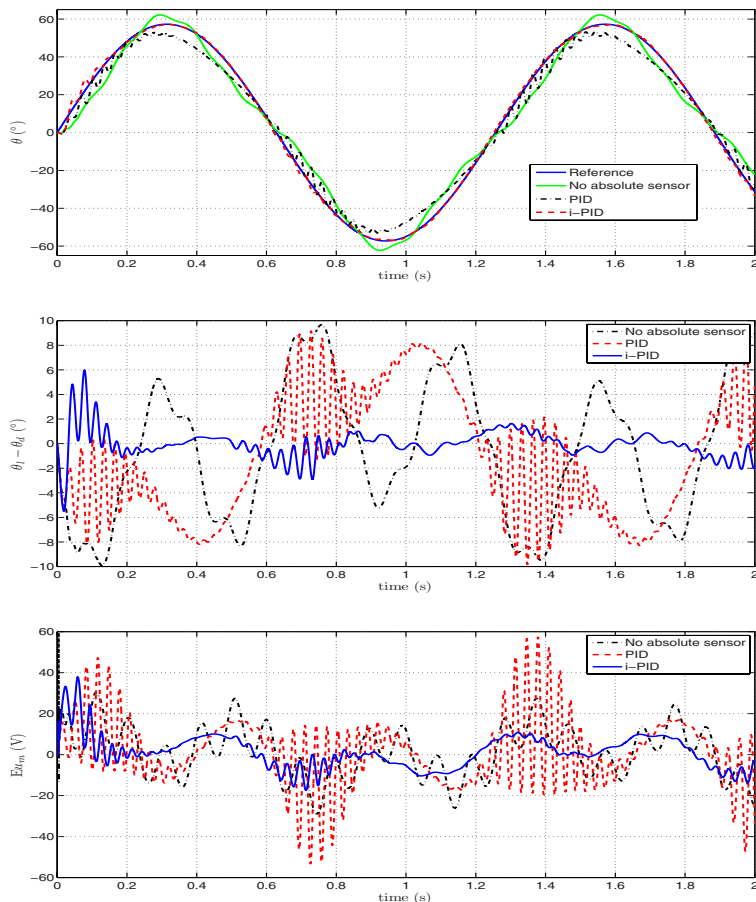 60
40
20
0
−20
−40
−60
θ (°)
Reference
No absolute sensor
PID
i−PID
0 0.2 0.4 0.6 0.8 1 1.2 1.4 1.6 1.8 2
time (s)
10
8
6
4
2
0
−2
−4
−6
−8
−10
θl − θd (°)
No absolute sensor
PID
i−PID
0 0.2 0.4 0.6 0.8 1 1.2 1.4 1.6 1.8 2
time (s)
60
40
20
0
−20
−40
−60
Eum (V)
No absolute sensor
PID
i−PID
0 0.2 0.4 0.6 0.8 1 1.2 1.4 1.6 1.8 2
time (s)